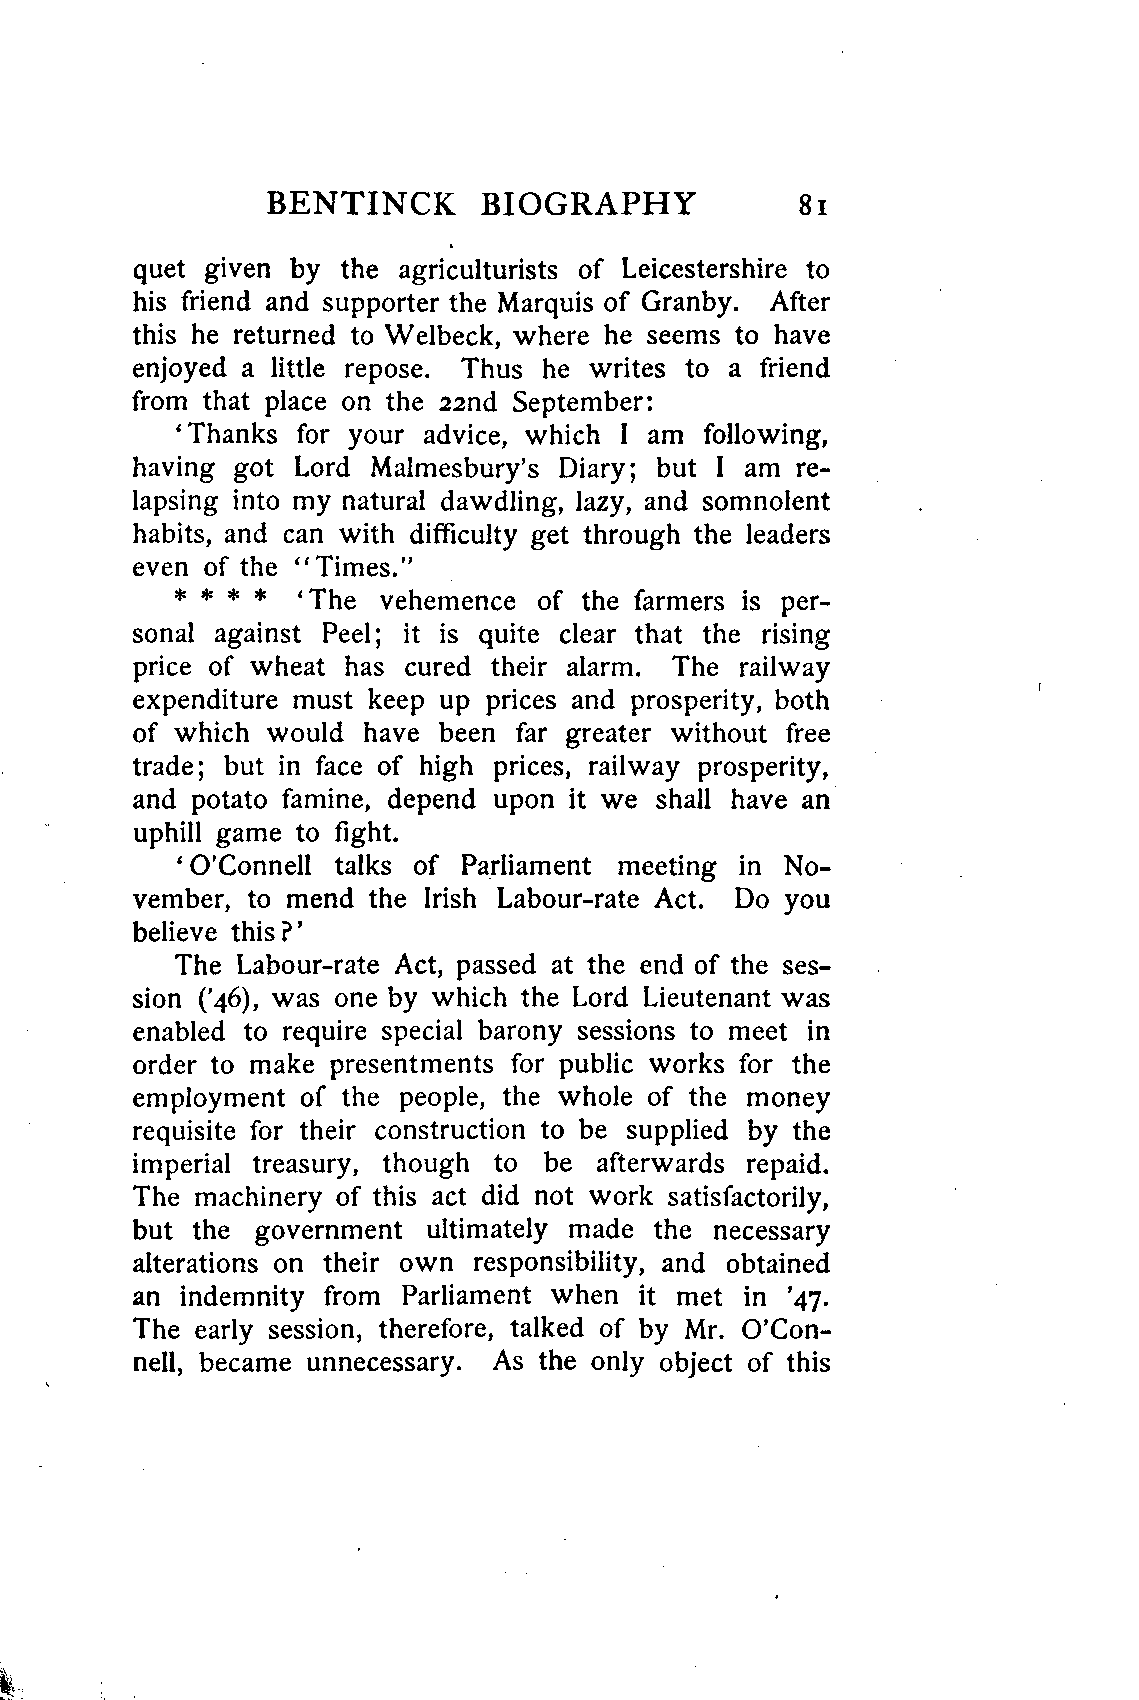 BENTINCK BIOGRAPHY 81
quet given by the agriculturists of Leicestershire to
his friend and supporter the Marquis of Granby. After
this he returned to Welbeck, where he seems to have
enjoyed a little repose. Thus he writes to a friend
from that place on the 22nd September:
‘Thanks for your advice, which I am following,
having got Lord Malmesbury's Diary; but I am re-
lapsing into my natural dawdling, lazy, and somnolent
habits, and can with difficulty get through the leaders
even of the “Times.”
* * * * ‘The vehemence of the farmers is per-
sonal against Peel; it is quite clear that the rising
price of wheat has cured their alarm. The railway
expenditure must keep up prices and prosperity, both
of which would have been far greater without free
trade; but in face of high prices, railway prosperity,
and potato famine, depend upon it we shall have an
uphill game to fight.
‘O'Connell talks of Parliament meeting in No-
vember, to mend the Irish Labour-rate Act. Do you
believe this?’
The Labour-rate Act, passed at the end of the ses-
sion (’46), was one by which the Lord Lieutenant was
enabled to require special barony sessions to meet in
order to make presentments for public works for the
employment of the people, the whole of the money
requisite for their construction to be supplied by the
imperial treasury, though to be afterwards repaid.
The machinery of this act did not work satisfactorily,
but the government ultimately made the necessary
alterations on their own responsibility, and obtained
an indemnity from Parliament when it met in ’47.
The early session, therefore, talked of by Mr. O'Con-
nell, became unnecessary. As the only object of this